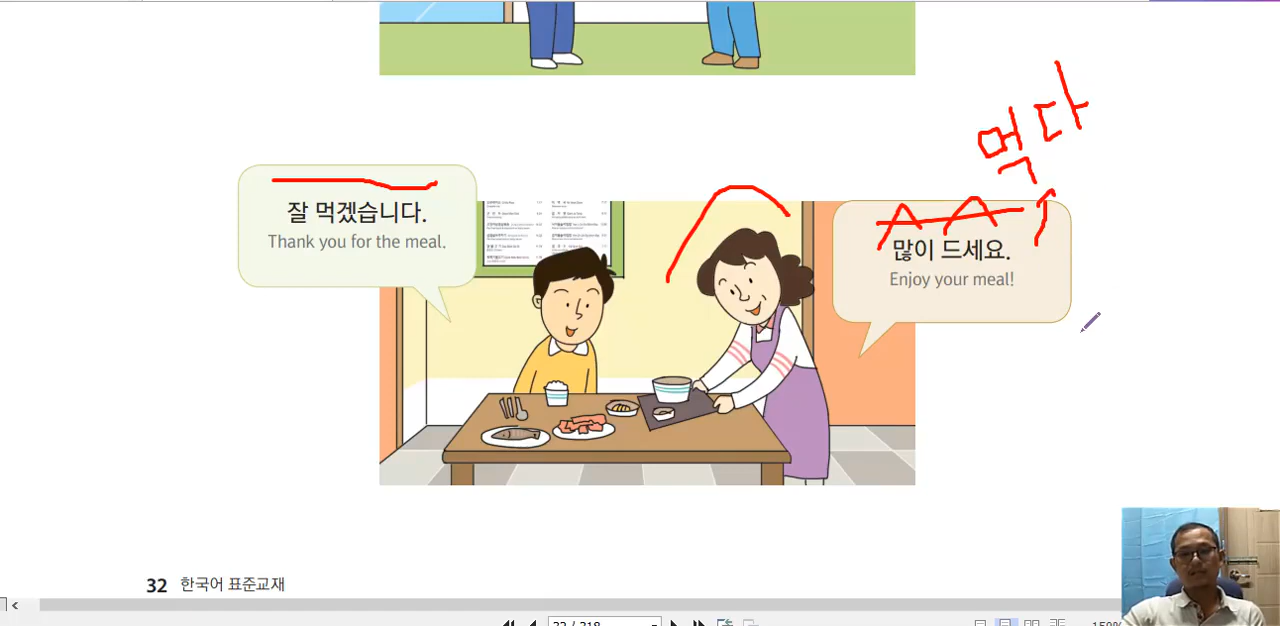 먹다
잘 먹겠습니다.
Thank you for the meal.
많이 드세요.
Enjoy your meal!
32 한국어 표준교재